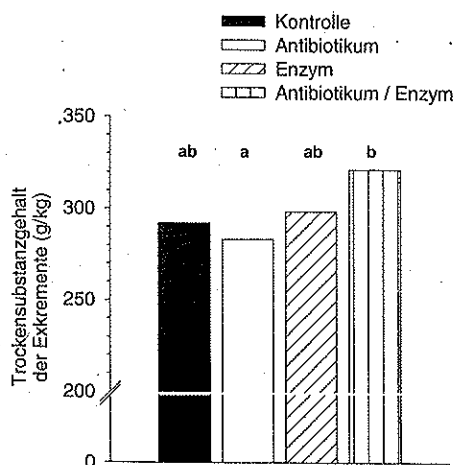 Kontrolle
Antibiotikum
Enzym
Antibiotikum / Enzym
350
ab
a
ab
b
300
250
200
0
Trockensubstanzgehalt
der Exkremente (g/kg)